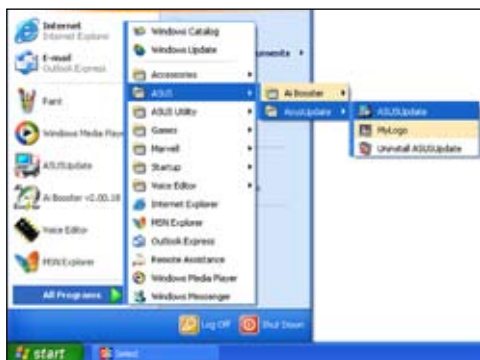 Internet
Internet Explorer
E-mail
Outlook Express
Paint
Windows Media Player
ASUSUpdate
Ai Booster v2.00.18
Voice Editor
MSN Explorer
All Programs
Windows Catalog
Windows Update
Accessories
ASUS
ASUS Utility
Games
Marvell
Startup
Voice Editor
Internet Explorer
MSN Explorer
Outlook Express
Remote Assistance
Windows Media Player
Windows Messenger
Ai Booster
AsusUpdate
ASUSUpdate
MyLogo
Uninstall ASUSUpdate
Log Off
Shut Down
start